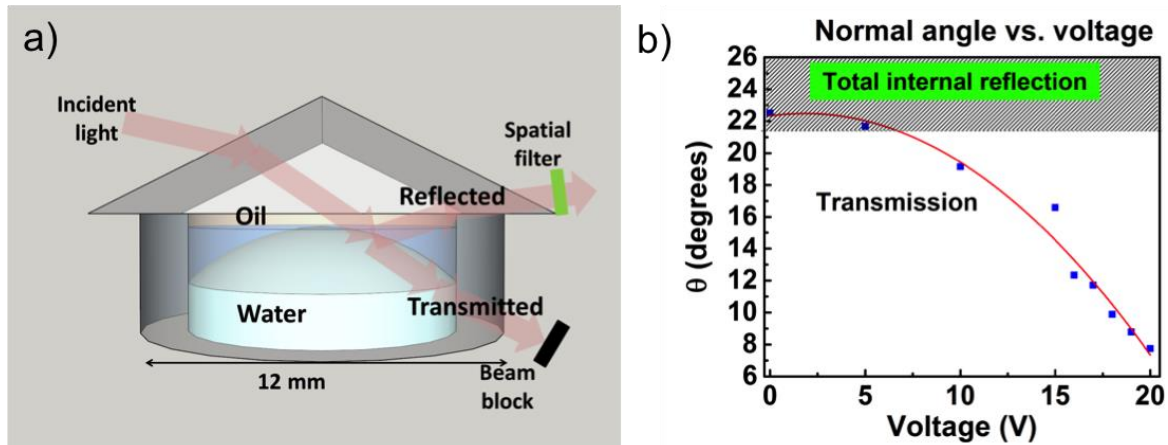 a)
Incident
light
Oil
Reflected
Spatial
filter
Water
Transmitted
12 mm
Beam
block
b)
Normal angle vs. voltage
Total internal reflection
Transmission
θ (degrees)
26
24
22
20
18
16
14
12
10
8
6
0
5
10
15
20
Voltage (V)